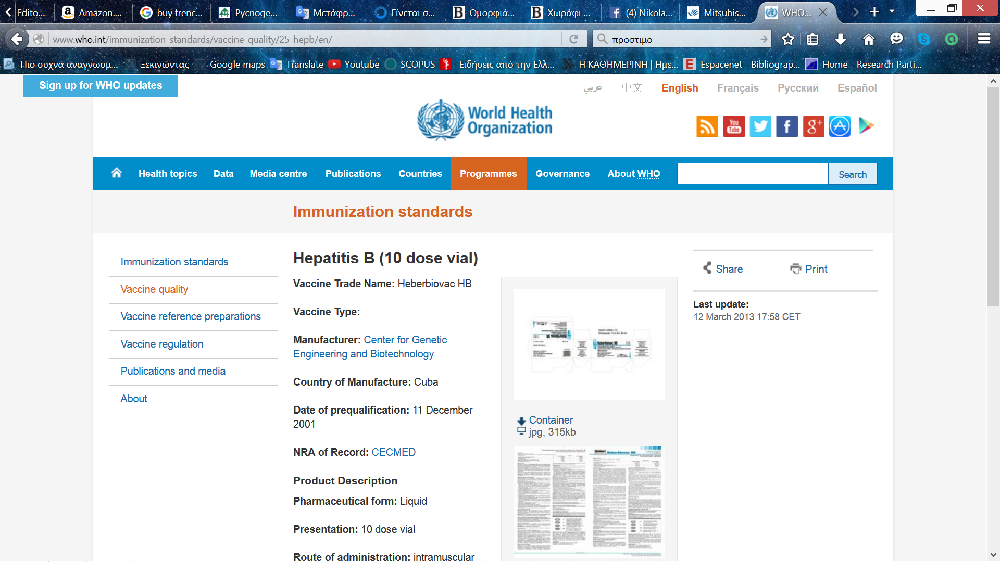 Edito...
Amazon....
buy frenc...
Pycnoge...
Μετάφρ...
Γίνεται σ...
Ομορφιά...
Χωράφι ...
(4) Nikola...
Mitsubis...
WHO...
www.who.int/immunization_standards/vaccine_quality/25_hepb/en/
προστιμο
Πιο συχνά αναγνωσμ...
Ξεκινώντας
Google maps
Translate
Youtube
SCOPUS
Ειδήσεις από την Ελλ...
Η ΚΑΘΗΜΕΡΙΝΗ | Ημε...
Espacenet - Bibliograp...
Home - Research Parti...
Sign up for WHO updates
عربي
中文
English
Français
Русский
Español
World Health
Organization
Health topics
Data
Media centre
Publications
Countries
Programmes
Governance
About WHO
Search
Immunization standards
Immunization standards
Vaccine quality
Vaccine reference preparations
Vaccine regulation
Publications and media
About
Hepatitis B (10 dose vial)
Vaccine Trade Name: Heberbiovac HB
Vaccine Type:
Manufacturer: Center for Genetic
Engineering and Biotechnology
Country of Manufacture: Cuba
Date of prequalification: 11 December
2001
NRA of Record: CECMED
Product Description
Pharmaceutical form: Liquid
Presentation: 10 dose vial
Route of administration: intramuscular
Container
jpg, 315kb
Share
Print
Last update:
12 March 2013 17:58 CET